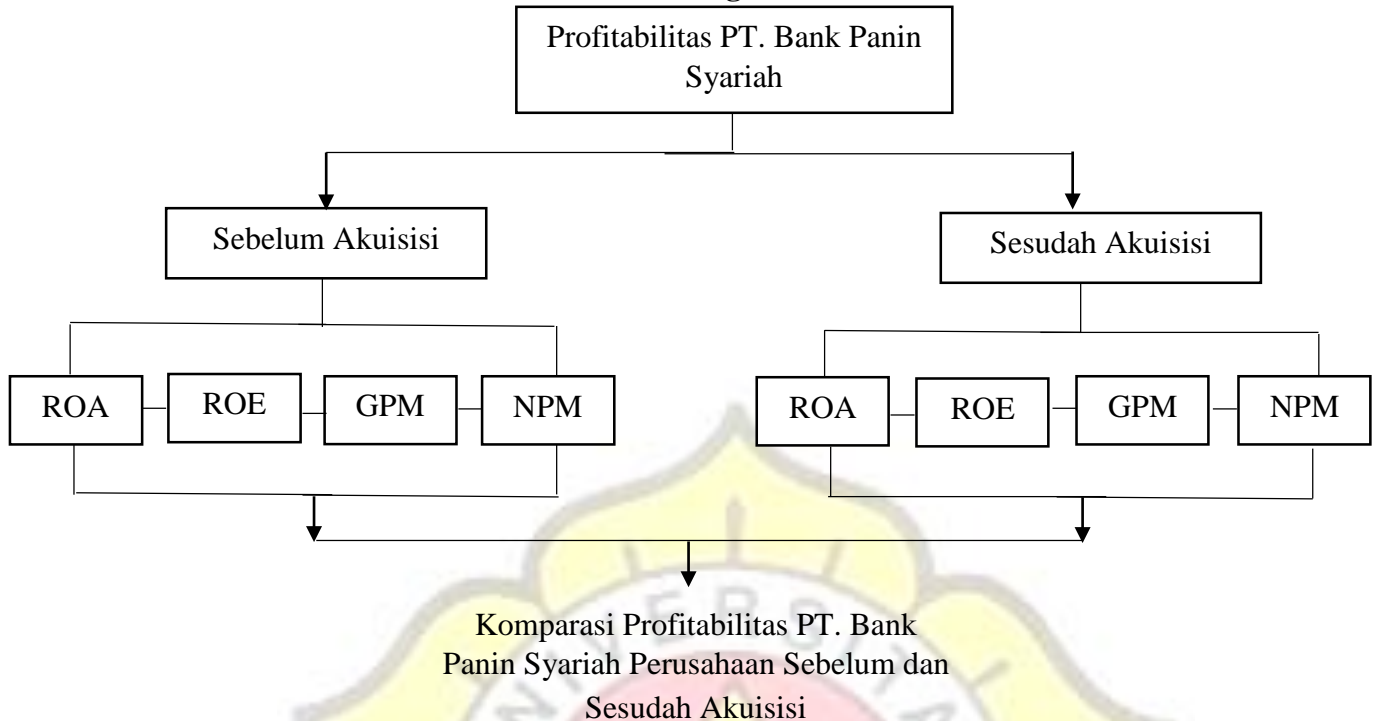 Profitabilitas PT. Bank Panin
Syariah
Sebelum Akuisisi
Sesudah Akuisisi
ROA
ROE
GPM
NPM
ROA
ROE
GPM
NPM
Komparasi Profitabilitas PT. Bank
Panin Syariah Perusahaan Sebelum dan
Sesudah Akuisisi